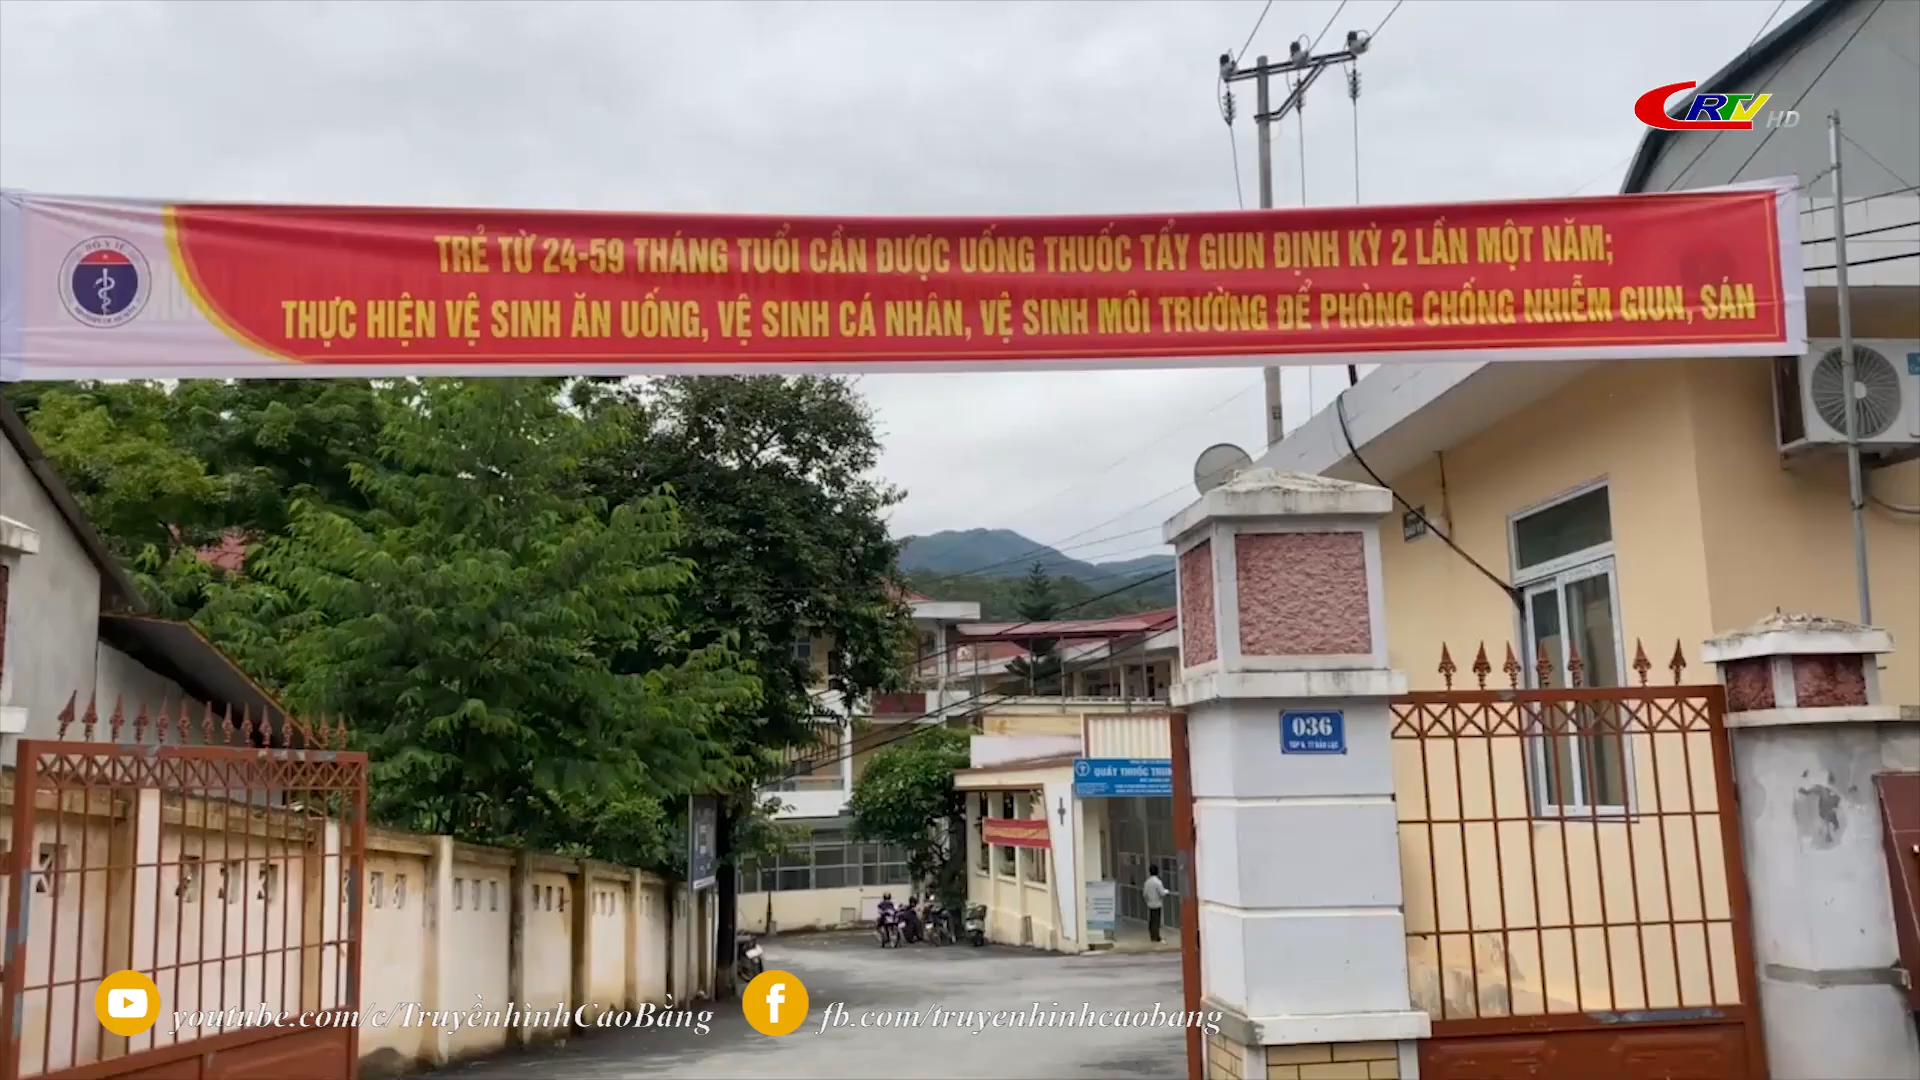 CRTV HD
BỘ Y TẾ
TRẺ TỪ 24-59 THÁNG TUỔI CẦN ĐƯỢC UỐNG THUỐC TẨY GIUN ĐỊNH KỲ 2 LẦN MỘT NĂM;
THỰC HIỆN VỆ SINH ĂN UỐNG, VỆ SINH CÁ NHÂN, VỆ SINH MÔI TRƯỜNG ĐỂ PHÒNG CHỐNG NHIỄM GIUN, SÁN
036
QUẦY THUỐC
youtube.com/c/TruyềnhìnhCaoBằng
fb.com/truyenhinhcaobang